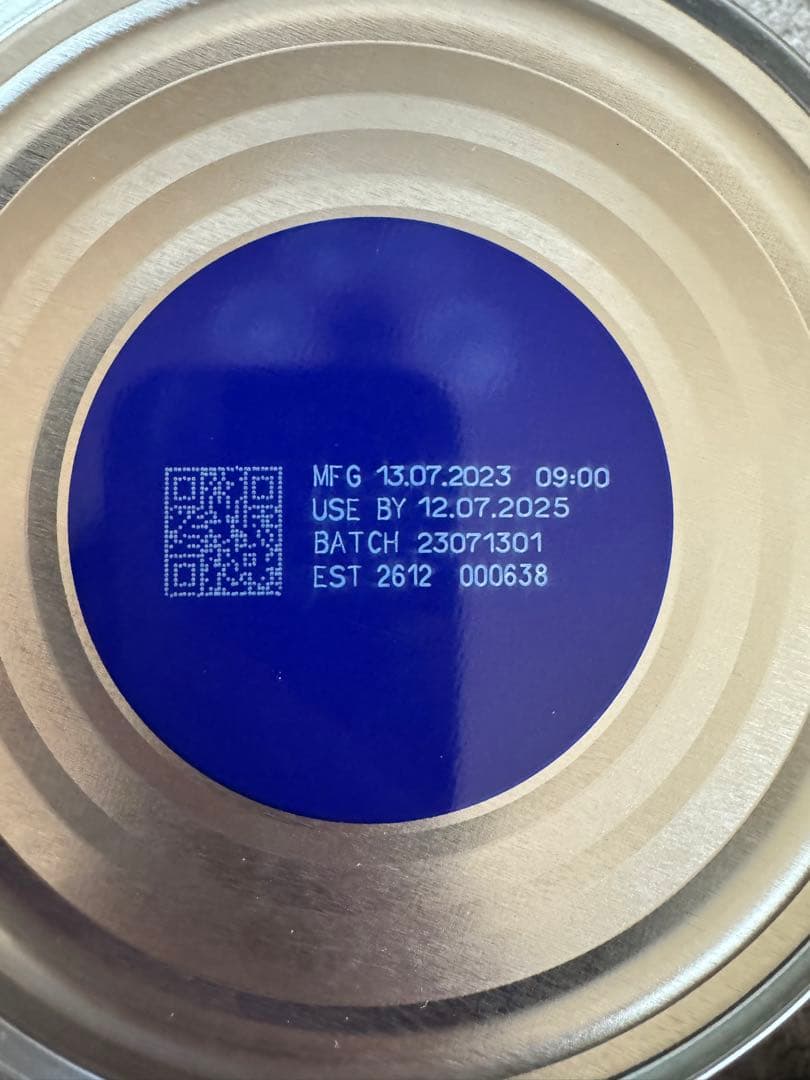 MFG 13.07.2023 09:00
USE BY 12.07.2025
BATCH 23071301
EST 2612 000638